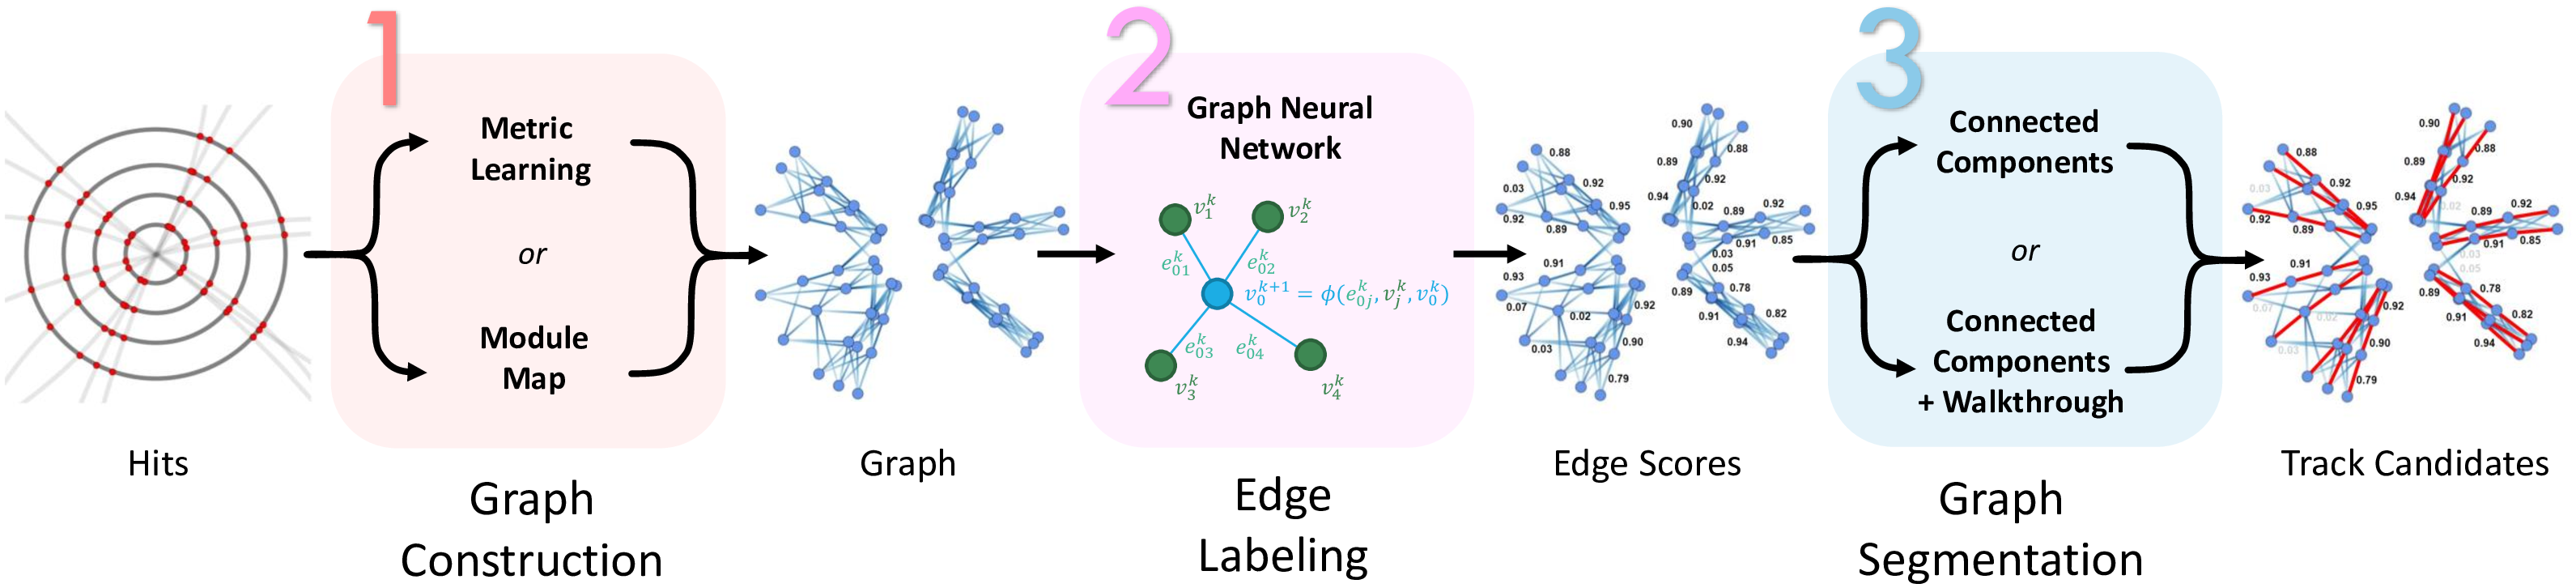 1
Metric
Learning
or
Module
Map
Hits
Graph
Construction
Graph
2
Graph Neural
Network
v_1^k
v_2^k
e_{01}^k
e_{02}^k
v_0^{k+1} = ϕ(e_{0j}^k, v_j^k, v_0^k)
e_{03}^k
e_{04}^k
v_3^k
v_4^k
Edge
Labeling
0.90
0.88
0.88
0.89
0.03
0.92
0.92
0.94
0.02
0.95
0.92
0.89
0.92
0.89
0.91
0.85
0.03
0.91
0.05
0.93
0.78
0.89
0.07
0.92
0.02
0.91
0.82
0.03
0.90
0.94
0.79
Edge Scores
3
Connected
Components
or
Connected
Components
+ Walkthrough
Graph
Segmentation
0.90
0.88
0.88
0.89
0.03
0.92
0.92
0.94
0.02
0.95
0.92
0.89
0.92
0.89
0.91
0.85
0.03
0.91
0.05
0.93
0.78
0.89
0.07
0.92
0.02
0.91
0.82
0.03
0.90
0.94
0.79
Track Candidates